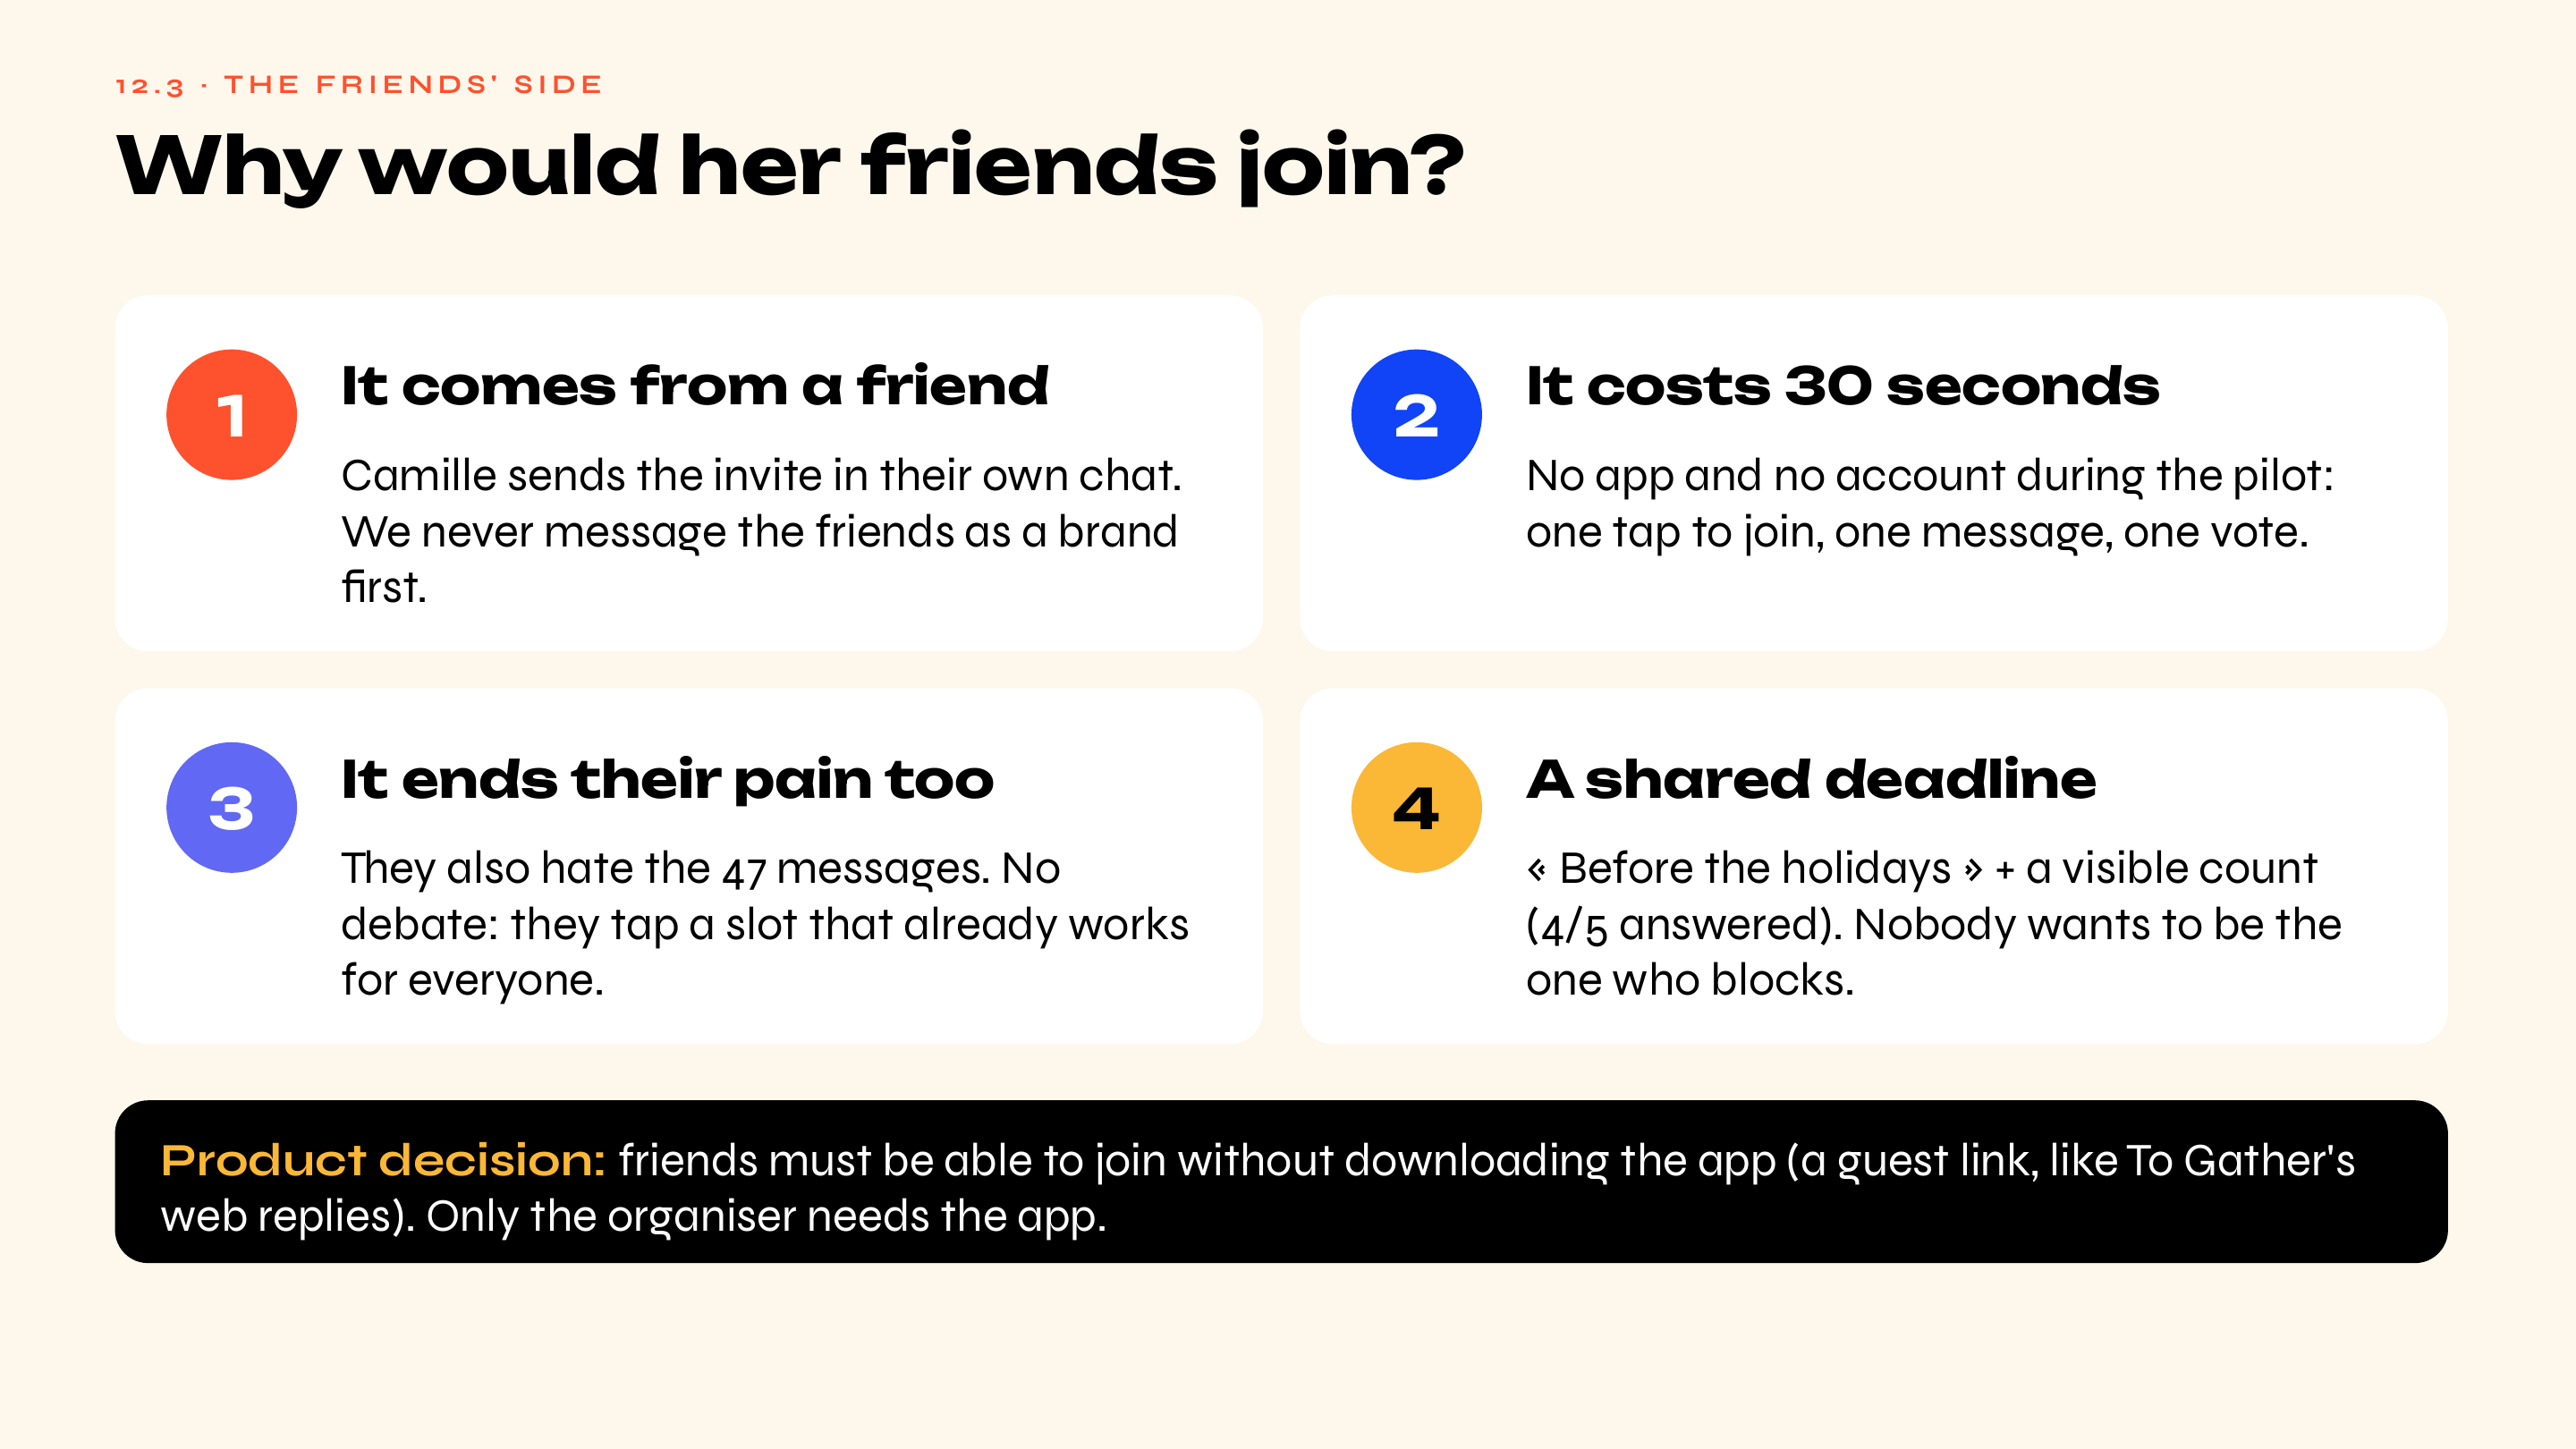 12.3 · THE FRIENDS' SIDE
Why would her friends join?
1
It comes from a friend
Camille sends the invite in their own chat.
We never message the friends as a brand
first.
2
It costs 30 seconds
No app and no account during the pilot:
one tap to join, one message, one vote.
3
It ends their pain too
They also hate the 47 messages. No
debate: they tap a slot that already works
for everyone.
4
A shared deadline
« Before the holidays » + a visible count
(4/5 answered). Nobody wants to be the
one who blocks.
Product decision: friends must be able to join without downloading the app (a guest link, like To Gather's
web replies). Only the organiser needs the app.